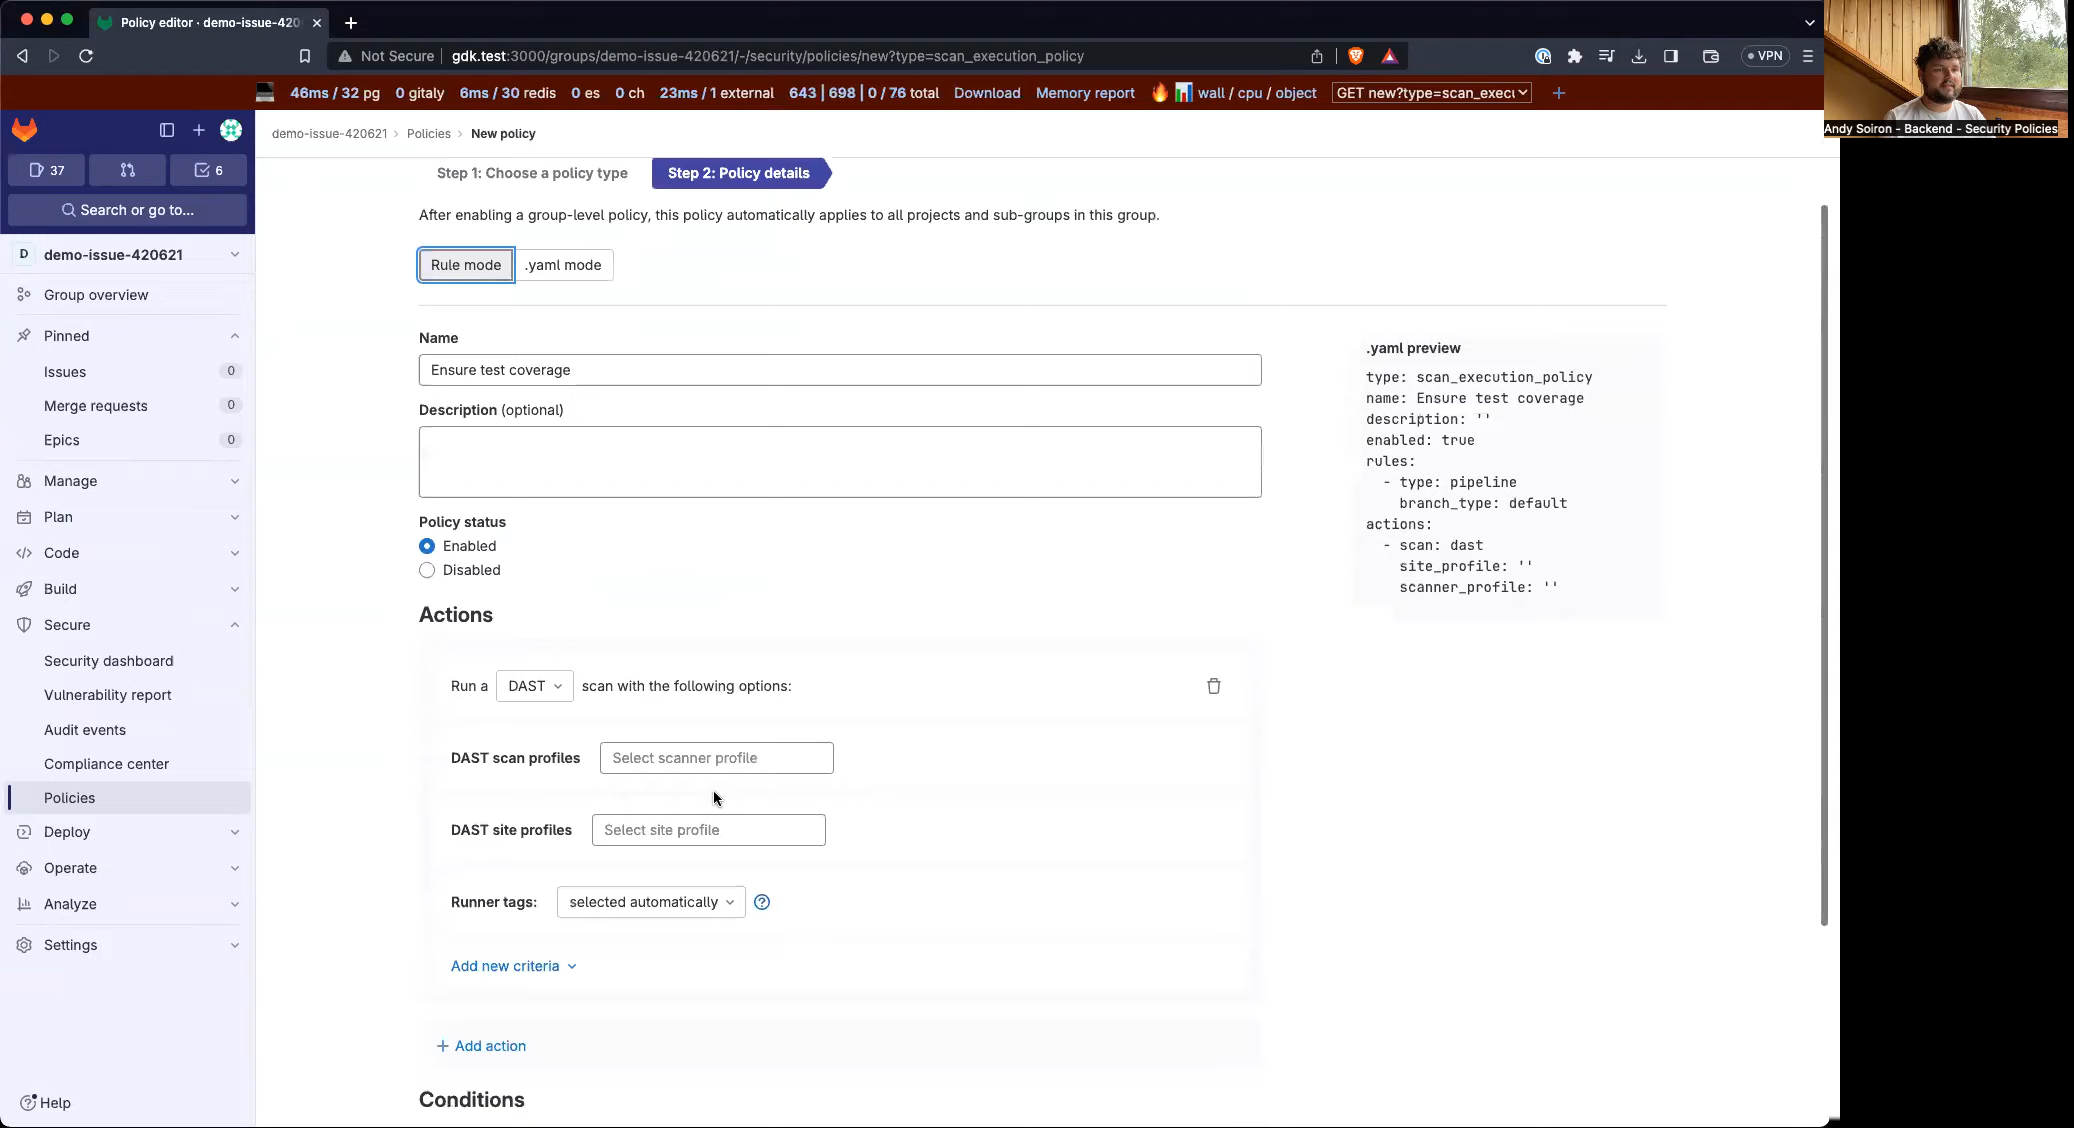 Policy editor · demo-issue-420
Not Secure
gdk.test:3000/groups/demo-issue-420621/-/security/policies/new?type=scan_execution_policy
VPN
46ms / 32 pg 0 gitaly 6ms / 30 redis 0 es 0 ch 23ms / 1 external 643 | 698 | 0 / 76 total Download Memory report wall / cpu / object GET new?type=scan_execu
Andy Soiron - Backend - Security Policies
37
6
Search or go to...
D demo-issue-420621
Group overview
Pinned
Issues 0
Merge requests 0
Epics 0
Manage
Plan
Code
Build
Secure
Security dashboard
Vulnerability report
Audit events
Compliance center
Policies
Deploy
Operate
Analyze
Settings
Help
demo-issue-420621 › Policies › New policy
Step 1: Choose a policy type
Step 2: Policy details
After enabling a group-level policy, this policy automatically applies to all projects and sub-groups in this group.
Rule mode
.yaml mode
Name
Ensure test coverage
Description (optional)
Policy status
Enabled
Disabled
Actions
Run a DAST scan with the following options:
DAST scan profiles Select scanner profile
DAST site profiles Select site profile
Runner tags: selected automatically
Add new criteria
+ Add action
Conditions
.yaml preview
type: scan_execution_policy
name: Ensure test coverage
description: ''
enabled: true
rules:
- type: pipeline
branch_type: default
actions:
- scan: dast
site_profile: ''
scanner_profile: ''